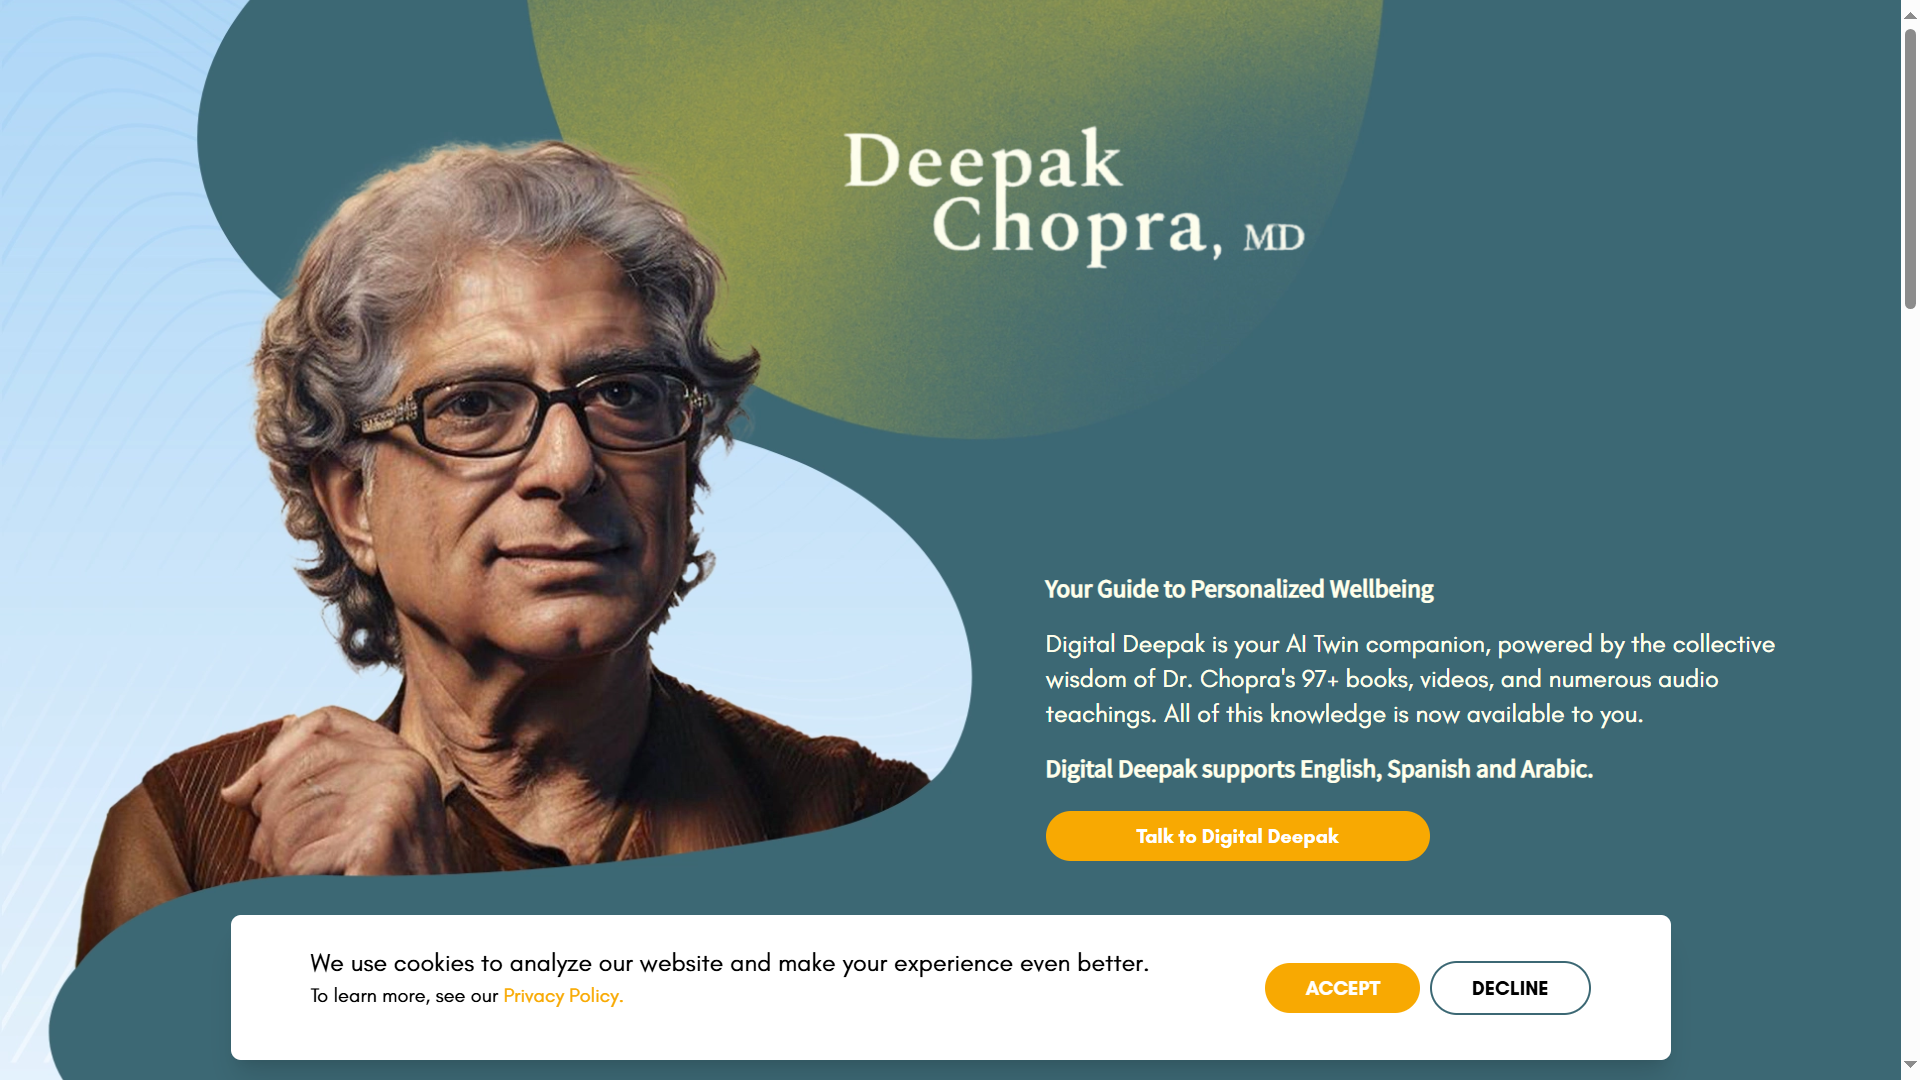 Deepak
Chopra, MD
Your Guide to Personalized Wellbeing
Digital Deepak is your AI Twin companion, powered by the collective
wisdom of Dr. Chopra's 97+ books, videos, and numerous audio
teachings. All of this knowledge is now available to you.
Digital Deepak supports English, Spanish and Arabic.
Talk to Digital Deepak
We use cookies to analyze our website and make your experience even better.
To learn more, see our Privacy Policy.
ACCEPT
DECLINE